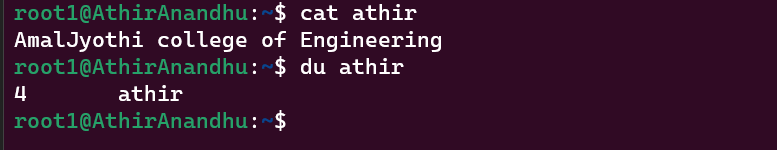 root1@AthirAnandhu:~$ cat athir
AmalJyothi college of Engineering
root1@AthirAnandhu:~$ du athir
4       athir
root1@AthirAnandhu:~$